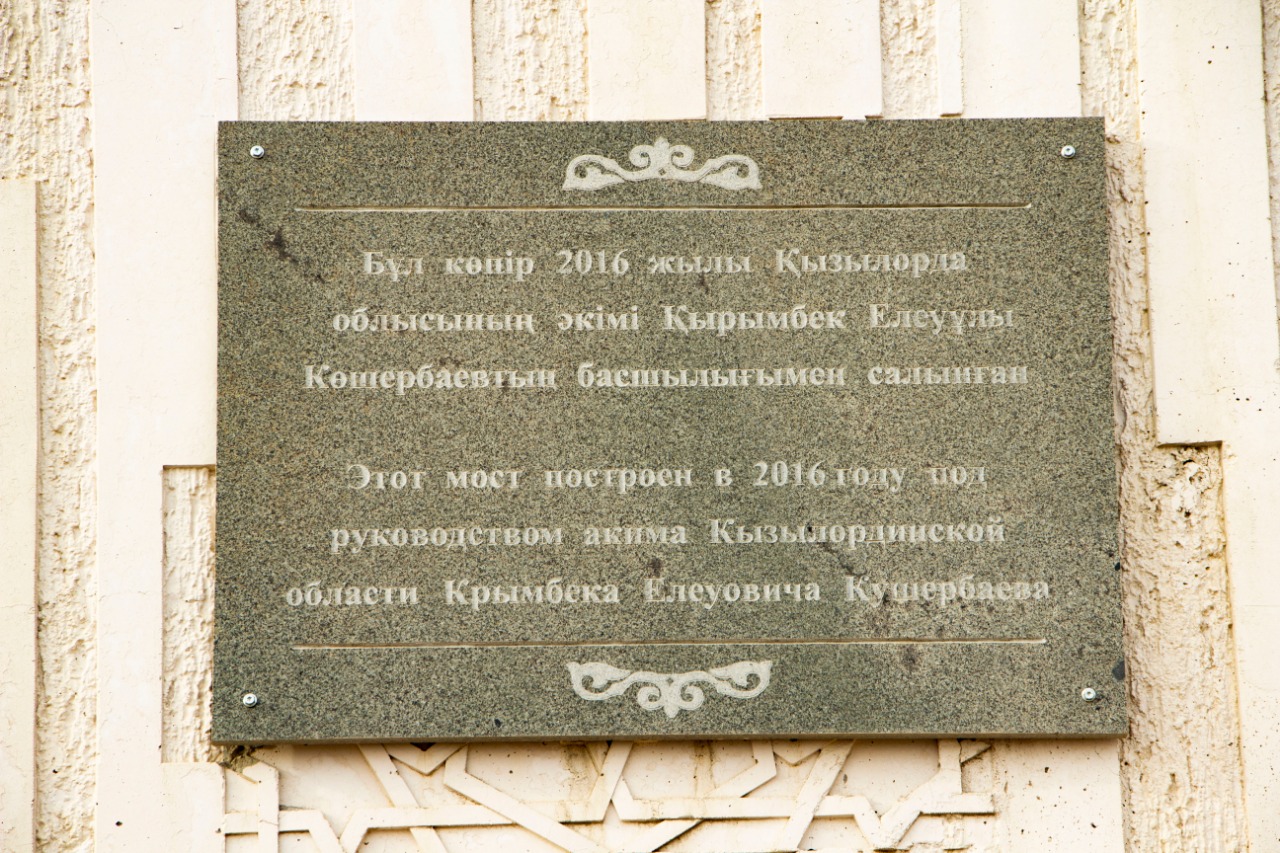 Бұл көпір 2016 жылы Қызылорда
облысының әкімі Қырымбек Елеуұлы
Көшербаевтың басшылығымен салынған
Этот мост построен в 2016 году под
руководством акима Кызылординской
области Крымбека Елеуовича Кушербаева